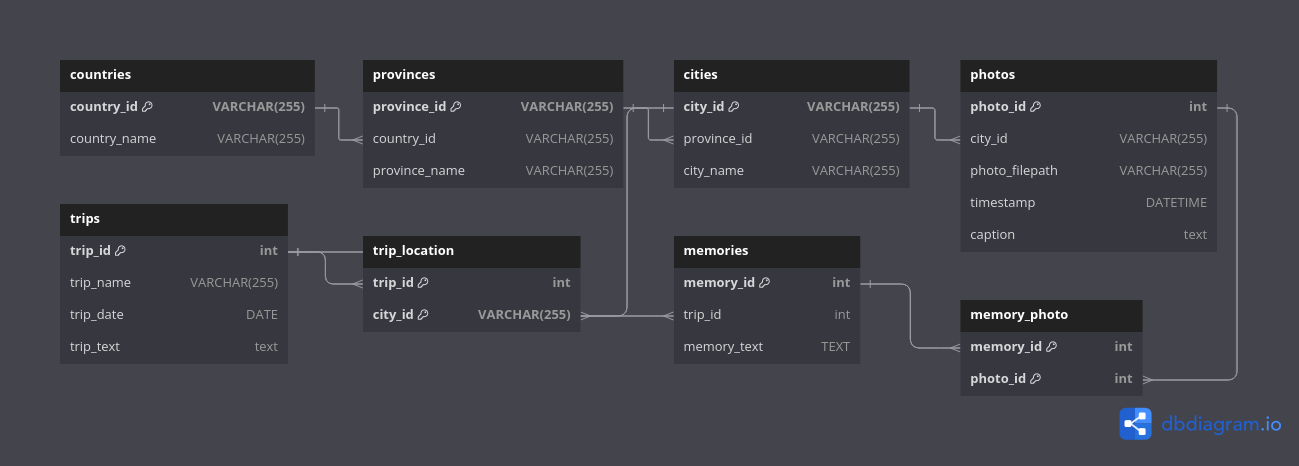 countries
country_id VARCHAR(255)
country_name VARCHAR(255)
provinces
province_id VARCHAR(255)
country_id VARCHAR(255)
province_name VARCHAR(255)
cities
city_id VARCHAR(255)
province_id VARCHAR(255)
city_name VARCHAR(255)
photos
photo_id int
city_id VARCHAR(255)
photo_filepath VARCHAR(255)
timestamp DATETIME
caption text
trips
trip_id int
trip_name VARCHAR(255)
trip_date DATE
trip_text text
trip_location
trip_id int
city_id VARCHAR(255)
memories
memory_id int
trip_id int
memory_text TEXT
memory_photo
memory_id int
photo_id int
dbdiagram.io